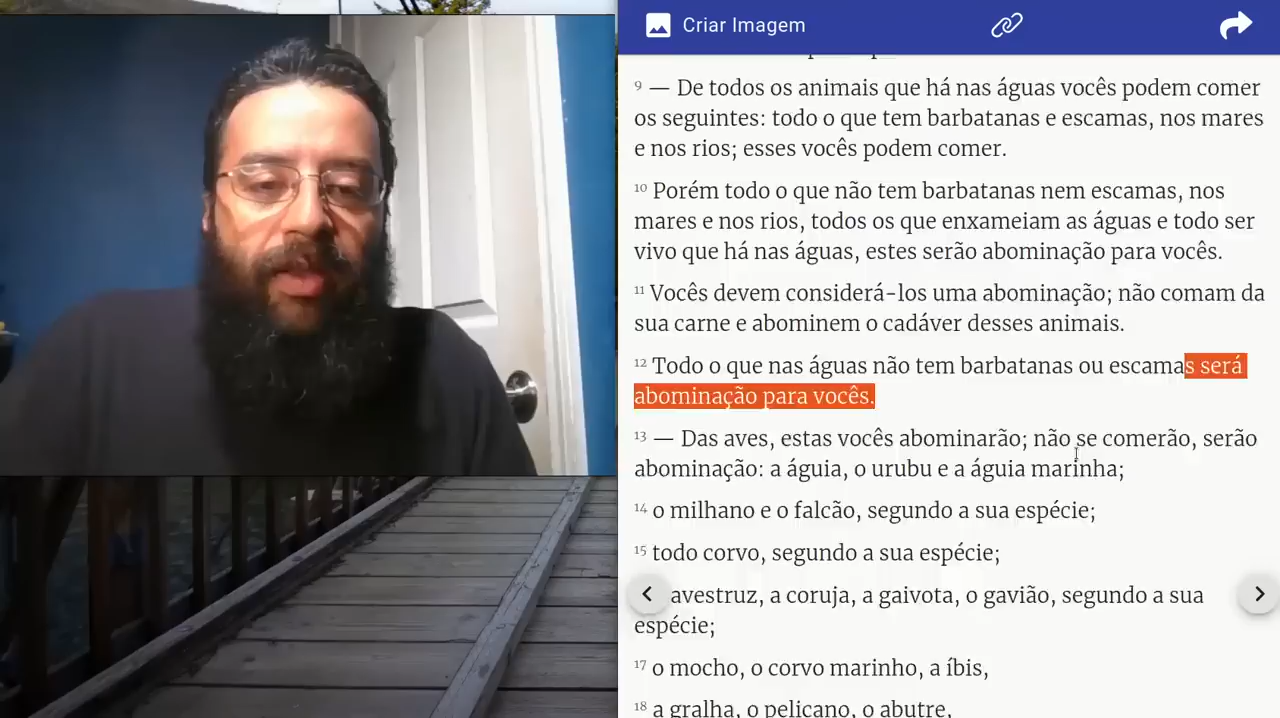 Criar Imagem
9 — De todos os animais que há nas águas vocês podem comer
os seguintes: todo o que tem barbatanas e escamas, nos mares
e nos rios; esses vocês podem comer.
10 Porém todo o que não tem barbatanas nem escamas, nos
mares e nos rios, todos os que enxameiam as águas e todo ser
vivo que há nas águas, estes serão abominação para vocês.
11 Vocês devem considerá-los uma abominação; não comam da
sua carne e abominem o cadáver desses animais.
12 Todo o que nas águas não tem barbatanas ou escamas será
abominação para vocês.
13 — Das aves, estas vocês abominarão; não se comerão, serão
abominação: a águia, o urubu e a águia marinha;
14 o milhano e o falcão, segundo a sua espécie;
15 todo corvo, segundo a sua espécie;
avestruz, a coruja, a gaivota, o gavião, segundo a sua
espécie;
17 o mocho, o corvo marinho, a íbis,
18 a gralha, o pelicano, o abutre,